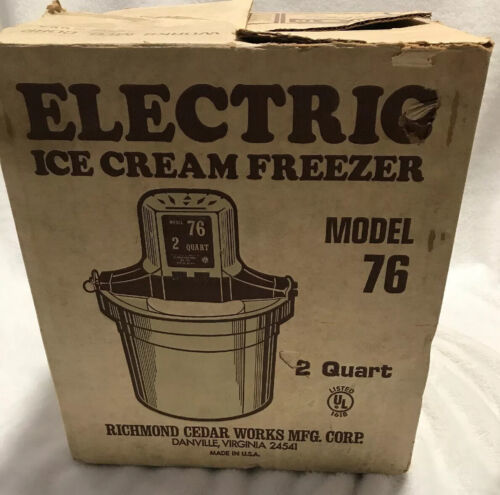 ELECTRIC
ICE CREAM FREEZER
MODEL
76
MODEL 76
2 QUART
2 Quart
LISTED
UL
RICHMOND CEDAR WORKS MFG. CORP.
DANVILLE, VIRGINIA 24541
MADE IN U.S.A.